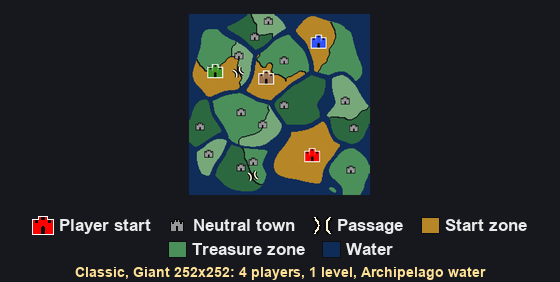 Player start Neutral town Passage Start zone
Treasure zone Water
Classic, Giant 252x252: 4 players, 1 level, Archipelago water